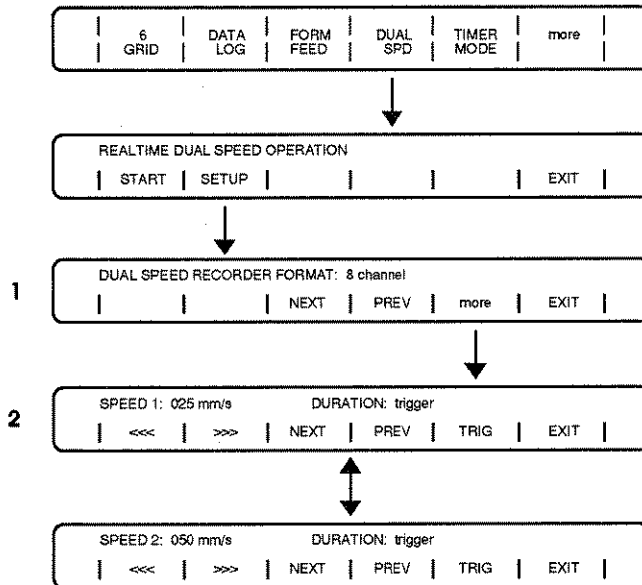 6 DATA FORM DUAL TIMER more
GRID LOG FEED SPD MODE
REALTIME DUAL SPEED OPERATION
START SETUP EXIT
1
DUAL SPEED RECORDER FORMAT: 8 channel
NEXT PREV more EXIT
2
SPEED 1: 025 mm/s DURATION: trigger
<<< >>> NEXT PREV TRIG EXIT
SPEED 2: 050 mm/s DURATION: trigger
<<< >>> NEXT PREV TRIG EXIT